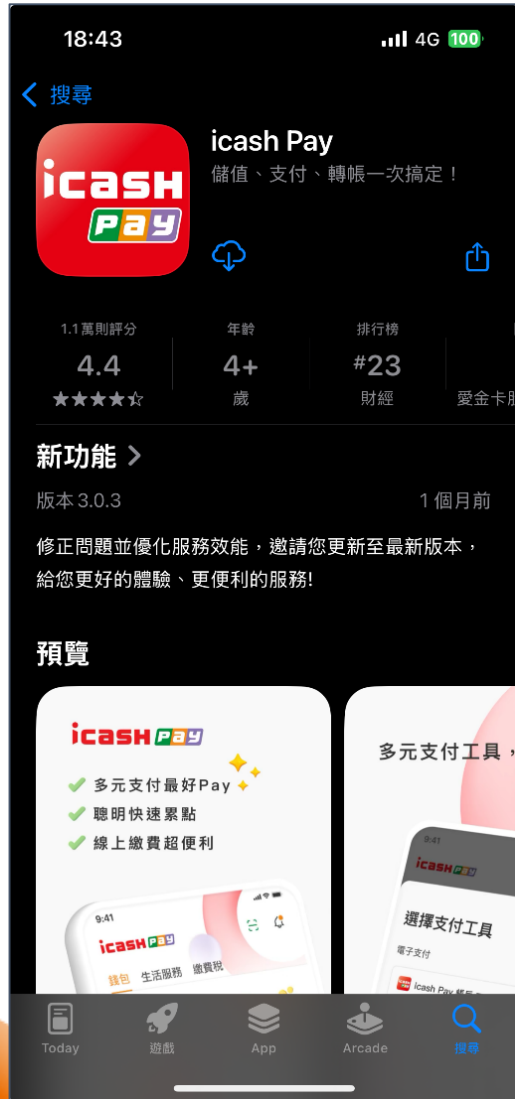 18:43
4G 100
搜尋
icash Pay
icash Pay
儲值、支付、轉帳一次搞定！
1.1萬則評分
年齡
排行榜
4.4
4+
#23
★★★★☆
歲
財經
愛金卡
新功能 >
版本 3.0.3
1 個月前
修正問題並優化服務效能，邀請您更新至最新版本，
給您更好的體驗、更便利的服務!
預覽
icash Pay
多元支付最好Pay
聰明快速累點
線上繳費超便利
9:41
icash Pay
錢包 生活服務 繳費稅
多元支付工具，
9:41
icash Pay
選擇支付工具
電子支付
icash Pay
Today
遊戲
App
Arcade
搜尋